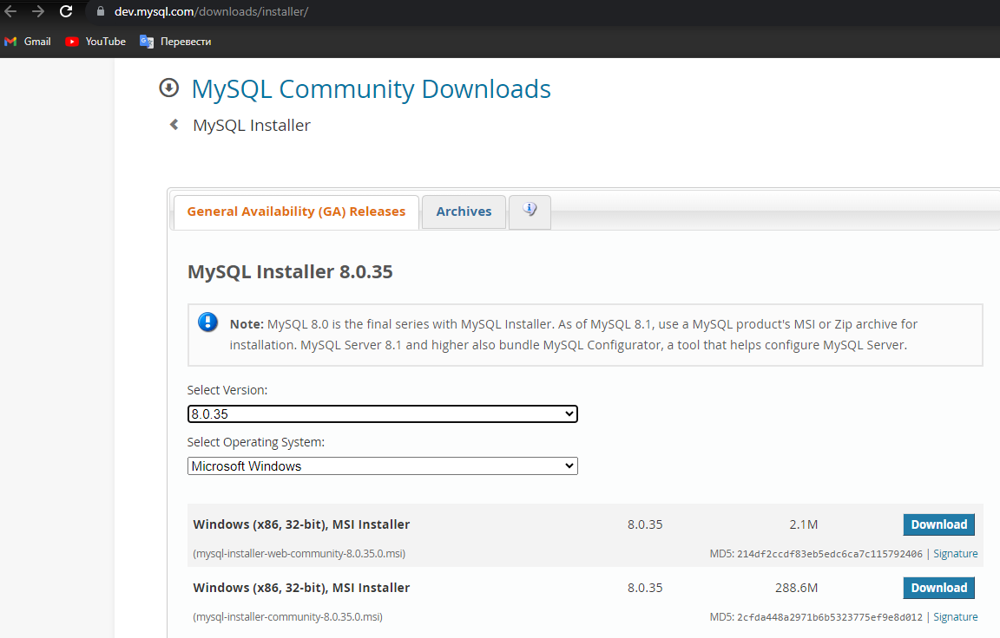 dev.mysql.com/downloads/installer/
Gmail YouTube Перевести
MySQL Community Downloads
MySQL Installer
General Availability (GA) Releases Archives
MySQL Installer 8.0.35
Note: MySQL 8.0 is the final series with MySQL Installer. As of MySQL 8.1, use a MySQL product's MSI or Zip archive for
installation. MySQL Server 8.1 and higher also bundle MySQL Configurator, a tool that helps configure MySQL Server.
Select Version:
8.0.35
Select Operating System:
Microsoft Windows
Windows (x86, 32-bit), MSI Installer 8.0.35 2.1M Download
(mysql-installer-web-community-8.0.35.0.msi) MD5: 214df2ccdf83eb5edc6ca7c115792406 | Signature
Windows (x86, 32-bit), MSI Installer 8.0.35 288.6M Download
(mysql-installer-community-8.0.35.0.msi) MD5: 2cfda448a2971b6b5323775ef9e8d012 | Signature